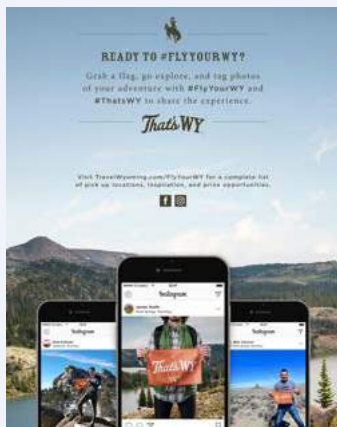 READY TO #FLYYOURWY?
Grab a flag, go explore, and tag photos
of your adventure with #FlyYourWY and
#ThatsWY to share the experience.
That's WY
Visit TravelWyoming.com/FlyYourWY for a complete list
of pick up locations, inspiration, and prize opportunities.
Instagram
Instagram
Instagram
That's WY